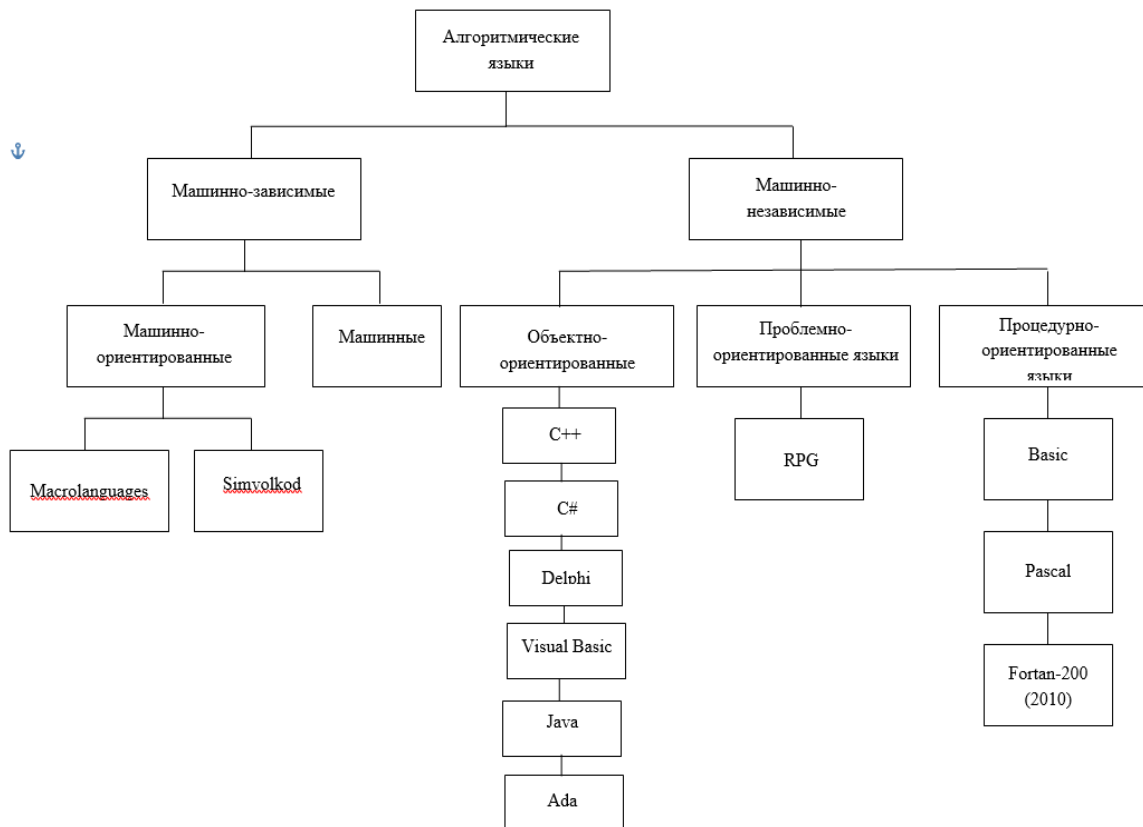 Алгоритмические
языки
Машинно-зависимые
Машинно-
независимые
Машинно-
ориентированные
Машинные
Объектно-
ориентированные
Проблемно-
ориентированные языки
Процедурно-
ориентированные
языки
Macrolanguages
Simvolkod
C++
C#
Delphi
Visual Basic
Java
Ada
RPG
Basic
Pascal
Fortan-200
(2010)